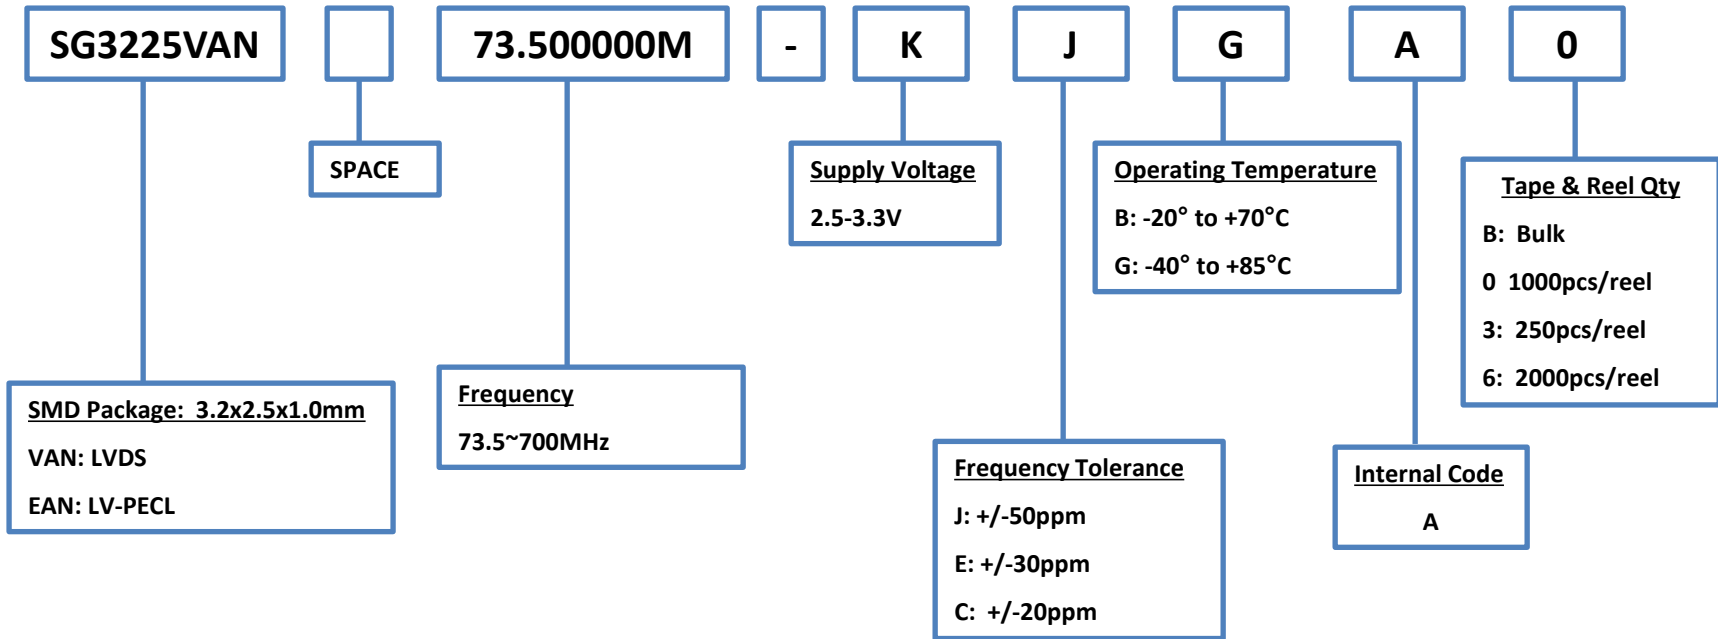 SG3225VAN 73.500000M - K J G A 0
SPACE
Supply Voltage
2.5-3.3V
Operating Temperature
B: -20° to +70°C
G: -40° to +85°C
Tape & Reel Qty
B: Bulk
0 1000pcs/reel
3: 250pcs/reel
6: 2000pcs/reel
SMD Package: 3.2x2.5x1.0mm
VAN: LVDS
EAN: LV-PECL
Frequency
73.5~700MHz
Frequency Tolerance
J: +/-50ppm
E: +/-30ppm
C: +/-20ppm
Internal Code
A